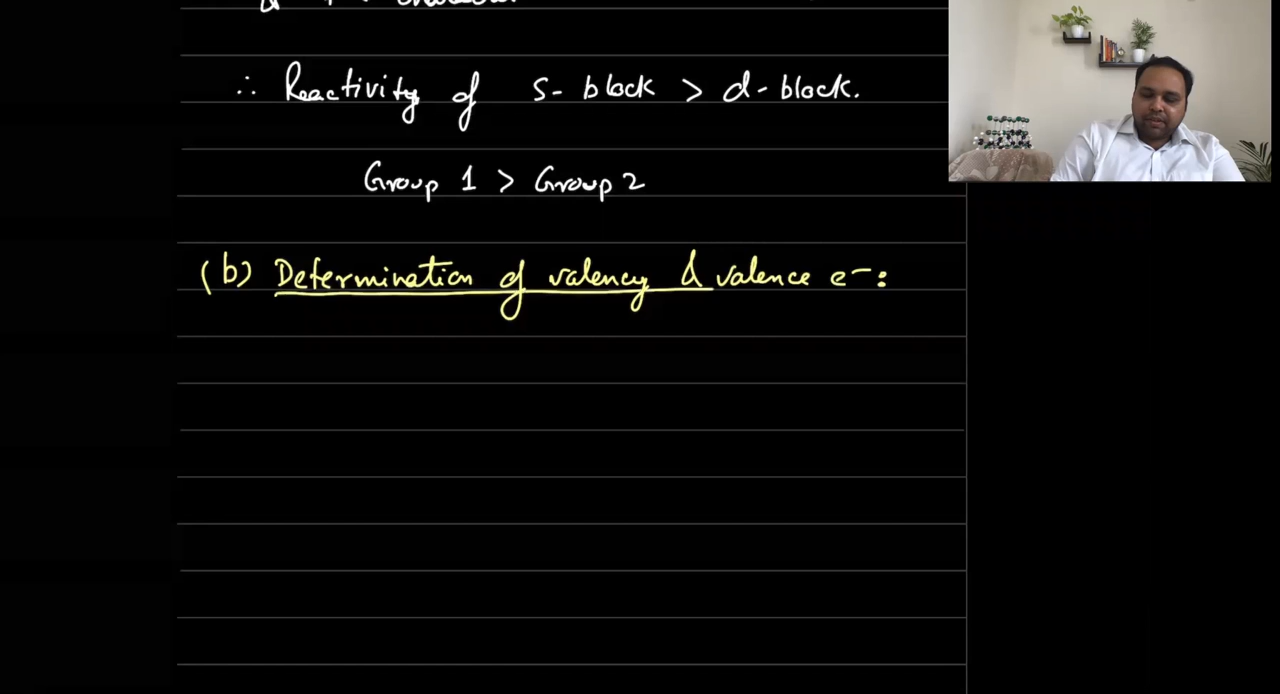 ∴ Reactivity of s-block > d-block.
Group 1 > Group 2
(b) Determination of valency & valence e⁻: